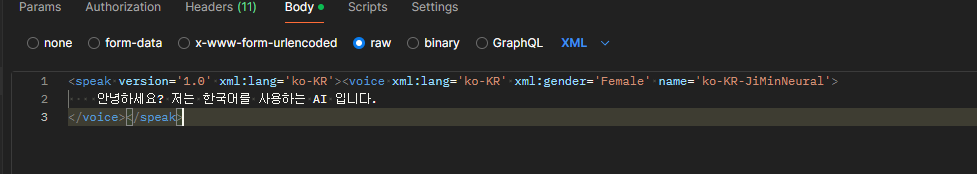 Params Authorization Headers (11) Body Scripts Settings
none form-data x-www-form-urlencoded raw binary GraphQL XML
1 <speak version='1.0' xml:lang='ko-KR'><voice xml:lang='ko-KR' xml:gender='Female' name='ko-KR-JiMinNeural'>
2 안녕하세요? 저는 한국어를 사용하는 AI 입니다.
3 </voice></speak>